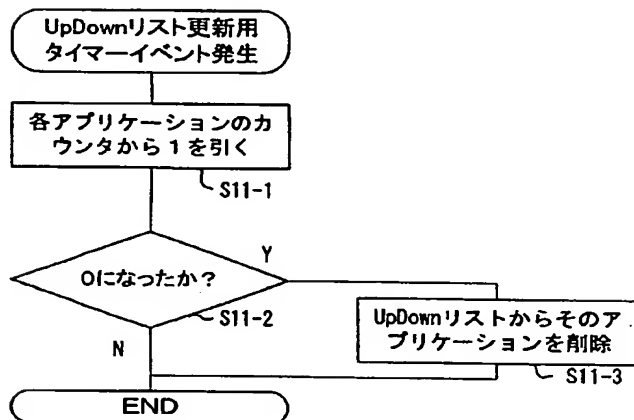 UpDownリスト更新用
タイマーイベント発生
各アプリケーションのカ
ウンタから1を引く
S11-1
0になったか?
Y
S11-2
UpDownリストからそのア
プリケーションを削除
N
S11-3
END